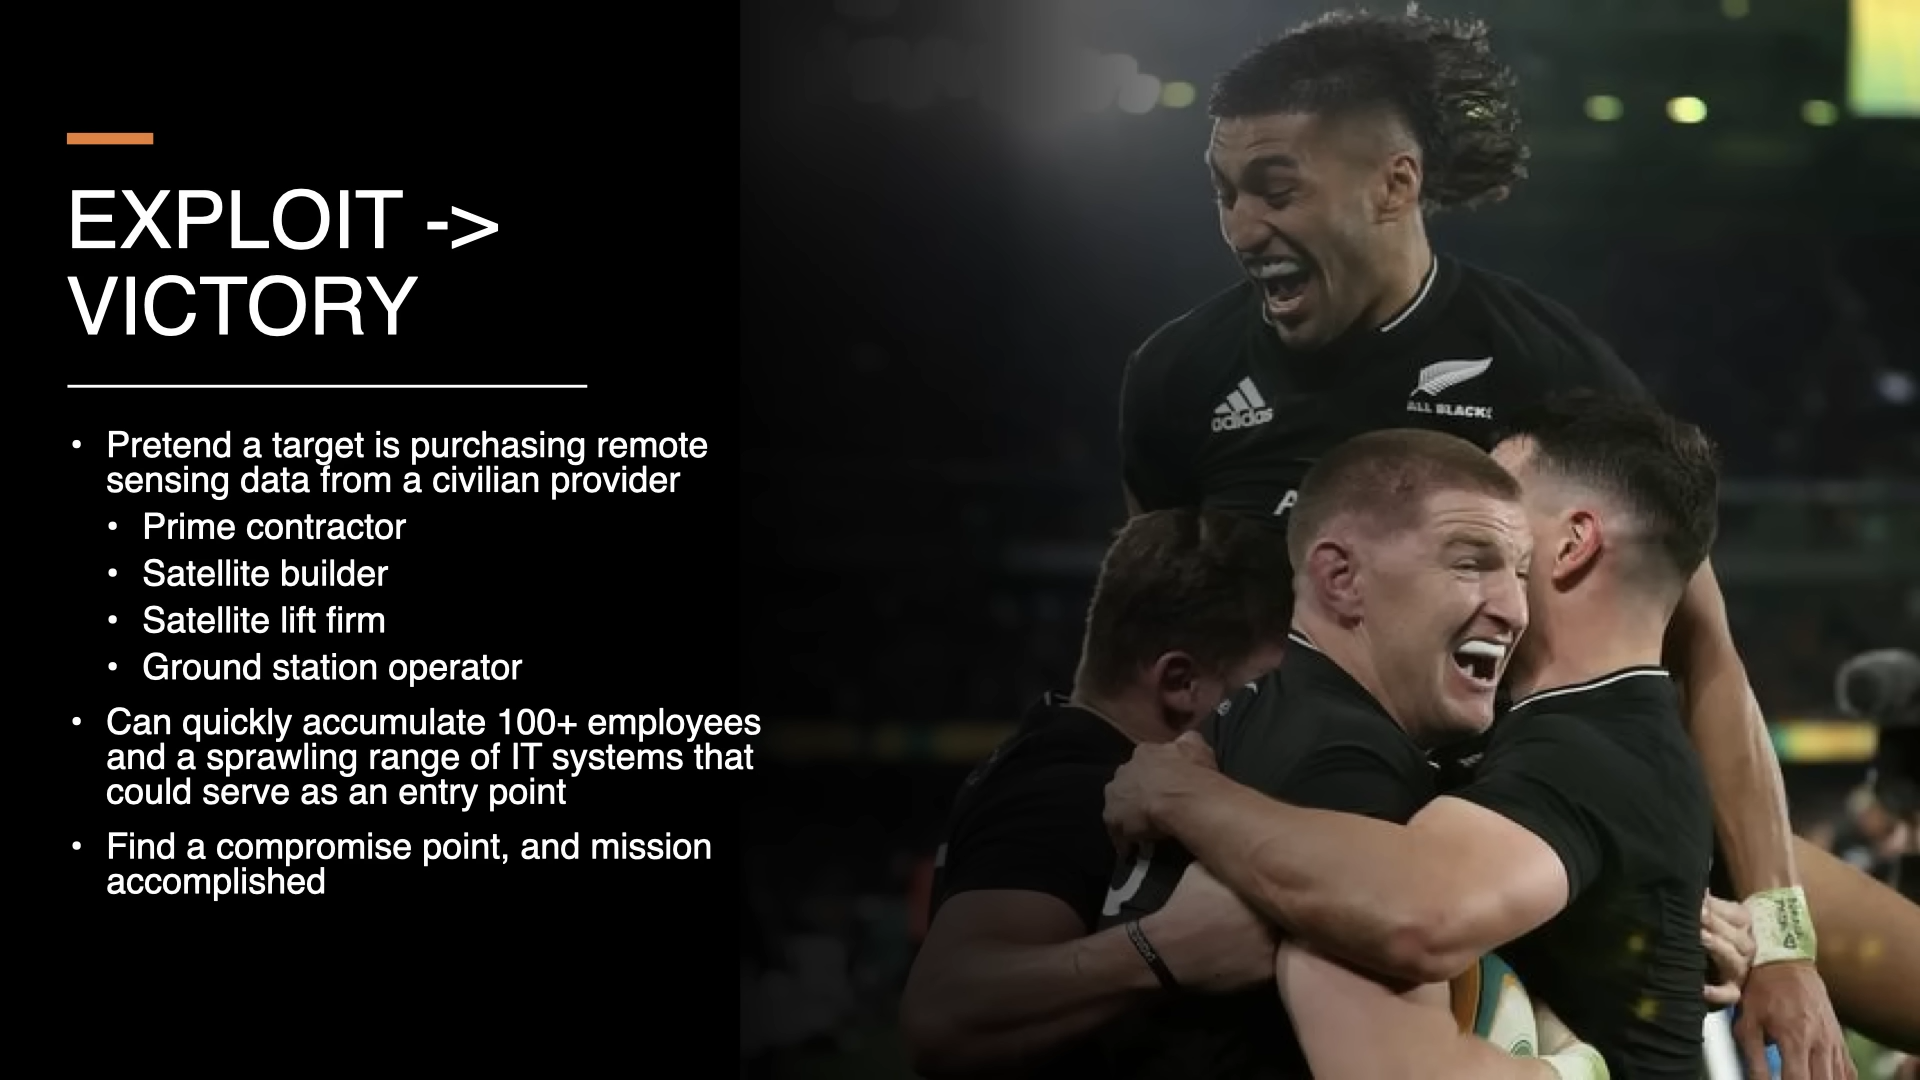 EXPLOIT ->
VICTORY
• Pretend a target is purchasing remote
sensing data from a civilian provider
• Prime contractor
• Satellite builder
• Satellite lift firm
• Ground station operator
• Can quickly accumulate 100+ employees
and a sprawling range of IT systems that
could serve as an entry point
• Find a compromise point, and mission
accomplished
adidas
ALL BLACKS